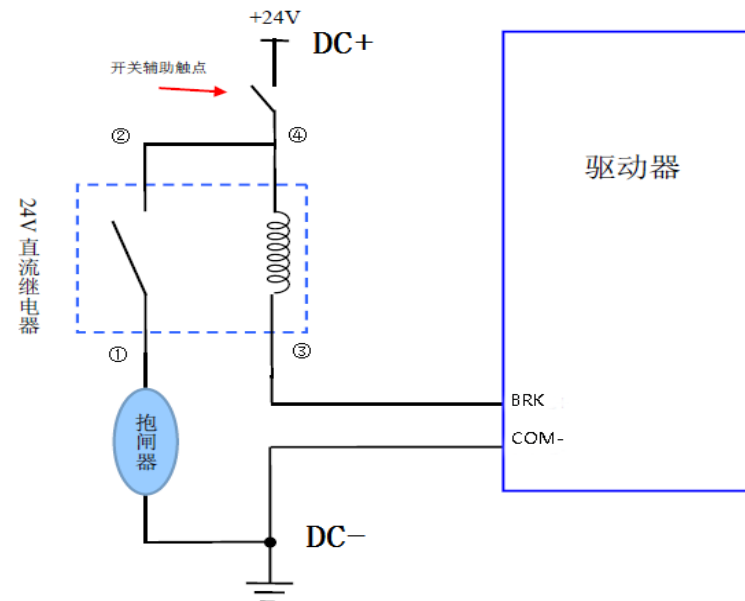 +24V
DC+
开关辅助触点
②
④
驱动器
24V 直流继电器
①
③
BRK
抱闸器
COM-
DC-